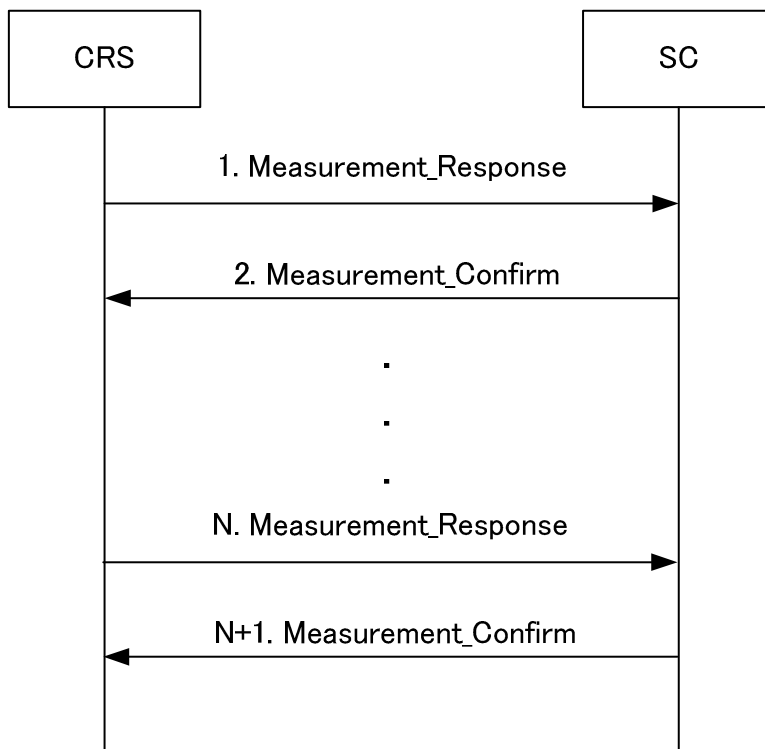 CRS
SC
1. Measurement_Response
2. Measurement_Confirm
.
.
.
N. Measurement_Response
N+1. Measurement_Confirm